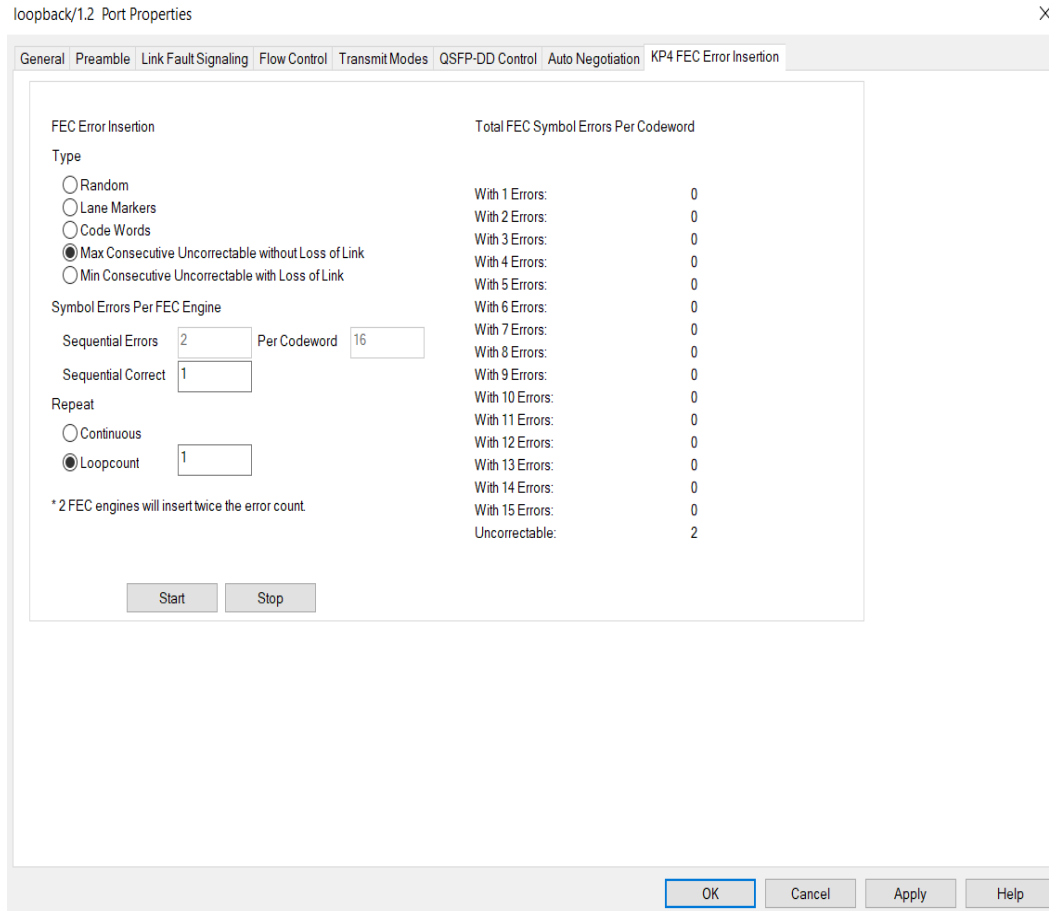 loopback/1.2 Port Properties
General Preamble Link Fault Signaling Flow Control Transmit Modes QSFP-DD Control Auto Negotiation KP4 FEC Error Insertion
FEC Error Insertion
Type
Random
Lane Markers
Code Words
Max Consecutive Uncorrectable without Loss of Link
Min Consecutive Uncorrectable with Loss of Link
Symbol Errors Per FEC Engine
Sequential Errors 2 Per Codeword 16
Sequential Correct 1
Repeat
Continuous
Loopcount 1
* 2 FEC engines will insert twice the error count.
Start Stop
Total FEC Symbol Errors Per Codeword
With 1 Errors: 0
With 2 Errors: 0
With 3 Errors: 0
With 4 Errors: 0
With 5 Errors: 0
With 6 Errors: 0
With 7 Errors: 0
With 8 Errors: 0
With 9 Errors: 0
With 10 Errors: 0
With 11 Errors: 0
With 12 Errors: 0
With 13 Errors: 0
With 14 Errors: 0
With 15 Errors: 0
Uncorrectable: 2
OK Cancel Apply Help